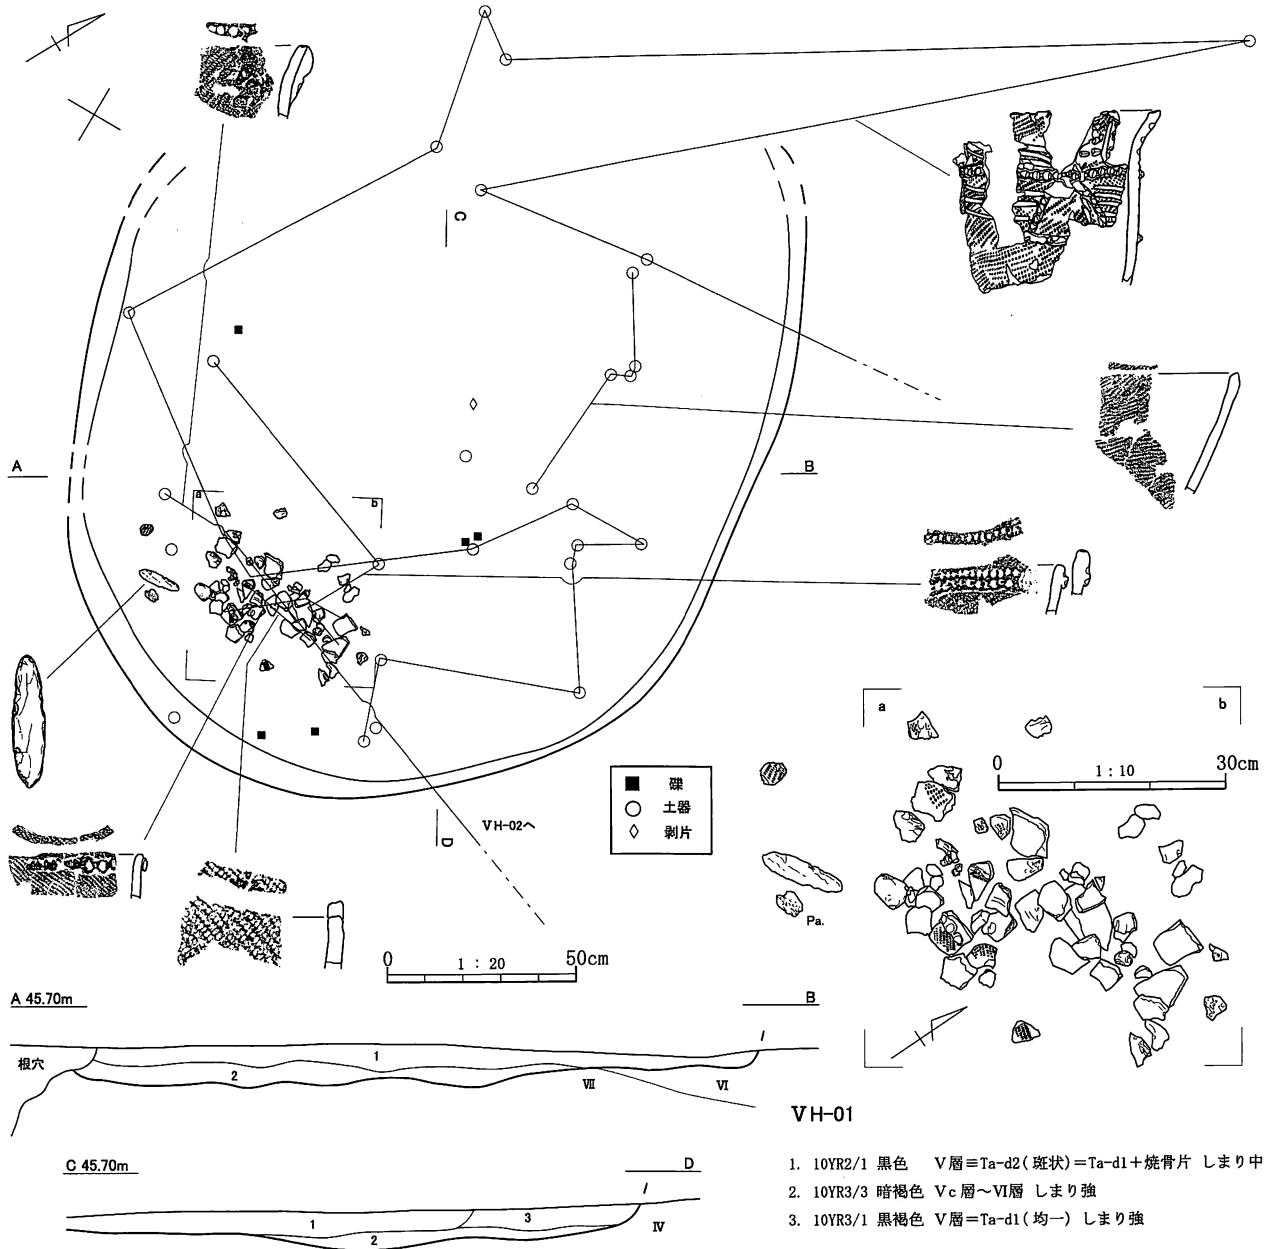 C
A
B
a
b
■ 礫
○ 土器
◇ 剥片
D
VH-02へ
a
b
0 1:10 30cm
Pa.
0 1:20 50cm
A 45.70m
B
根穴
1
2
Ⅶ
Ⅵ
I
C 45.70m
D
1
3
2
I
Ⅳ
VH-01
1. 10YR2/1 黒色 Ⅴ層≡Ta-d2(斑状)=Ta-d1+焼骨片 しまり中
2. 10YR3/3 暗褐色 Ⅴc層~Ⅵ層 しまり強
3. 10YR3/1 黒褐色 Ⅴ層=Ta-d1(均一) しまり強